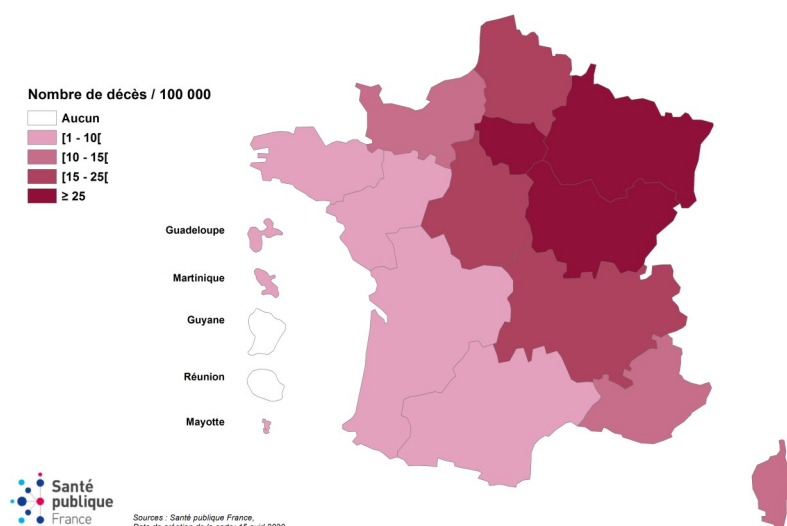 Nombre de décès / 100 000
Aucun
[1 - 10[
[10 - 15[
[15 - 25[
≥ 25
Guadeloupe
Martinique
Guyane
Réunion
Mayotte
Santé
publique
France
Sources : Santé publique France,